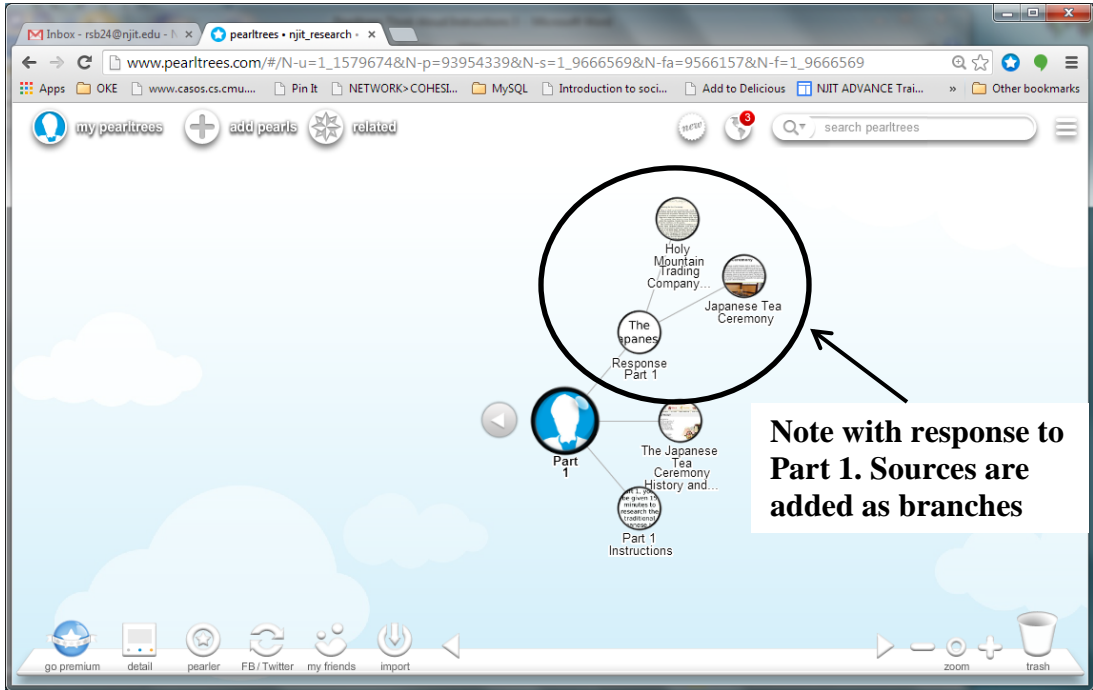 Inbox - rsb24@njit.edu - N
pearltrees • njit_research •
www.pearltrees.com/#/N-u=1_1579674&N-p=93954339&N-s=1_9666569&N-fa=9566157&N-f=1_9666569
Apps OKE www.casos.cs.cmu.... Pin It NETWORK>COHESI... MySQL Introduction to soci... Add to Delicious NJIT ADVANCE Trai... » Other bookmarks
my pearltrees add pearls related new 3 search pearltrees
Holy
Mountain
Trading
Company...
Japanese Tea
Ceremony
The
apanes
Response
Part 1
Part
1
The Japanese
Tea
Ceremony
History and...
Part 1
Instructions
Note with response to
Part 1. Sources are
added as branches
go premium detail pearler FB / Twitter my friends import zoom trash